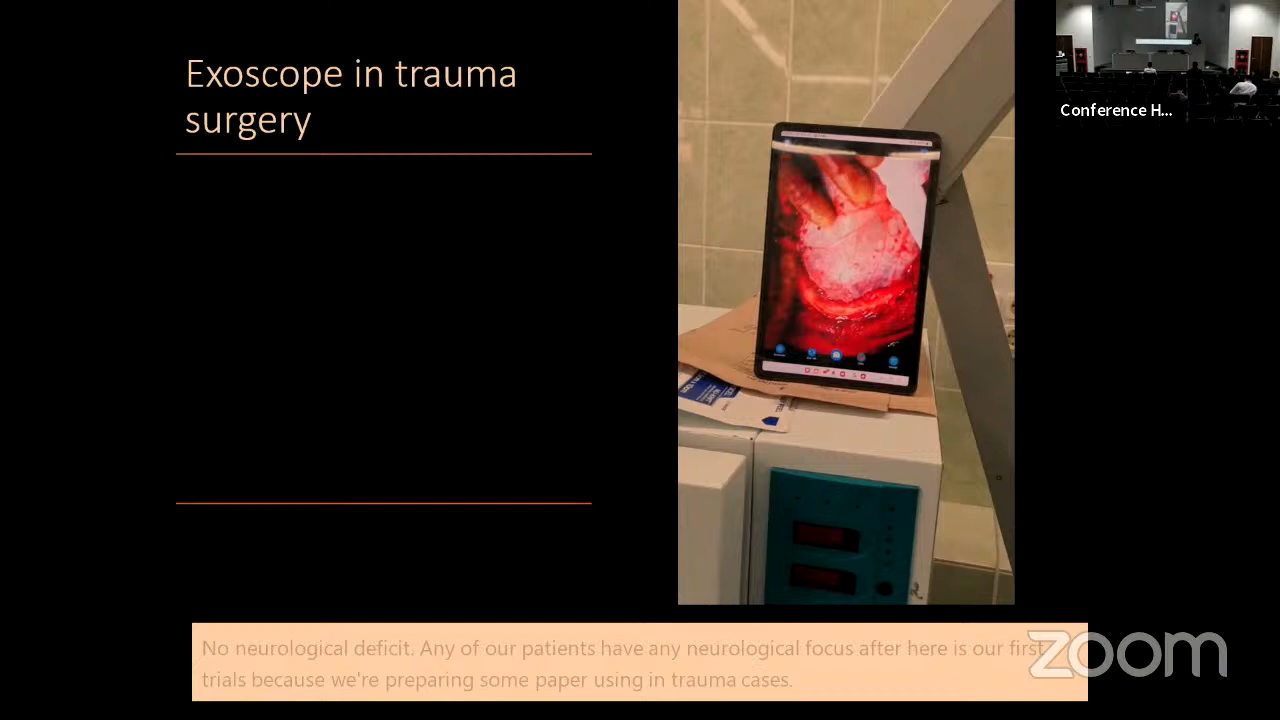 Exoscope in trauma
surgery
Conference H...
No neurological deficit. Any of our patients have any neurological focus after here is our first
trials because we're preparing some paper using in trauma cases.
zoom